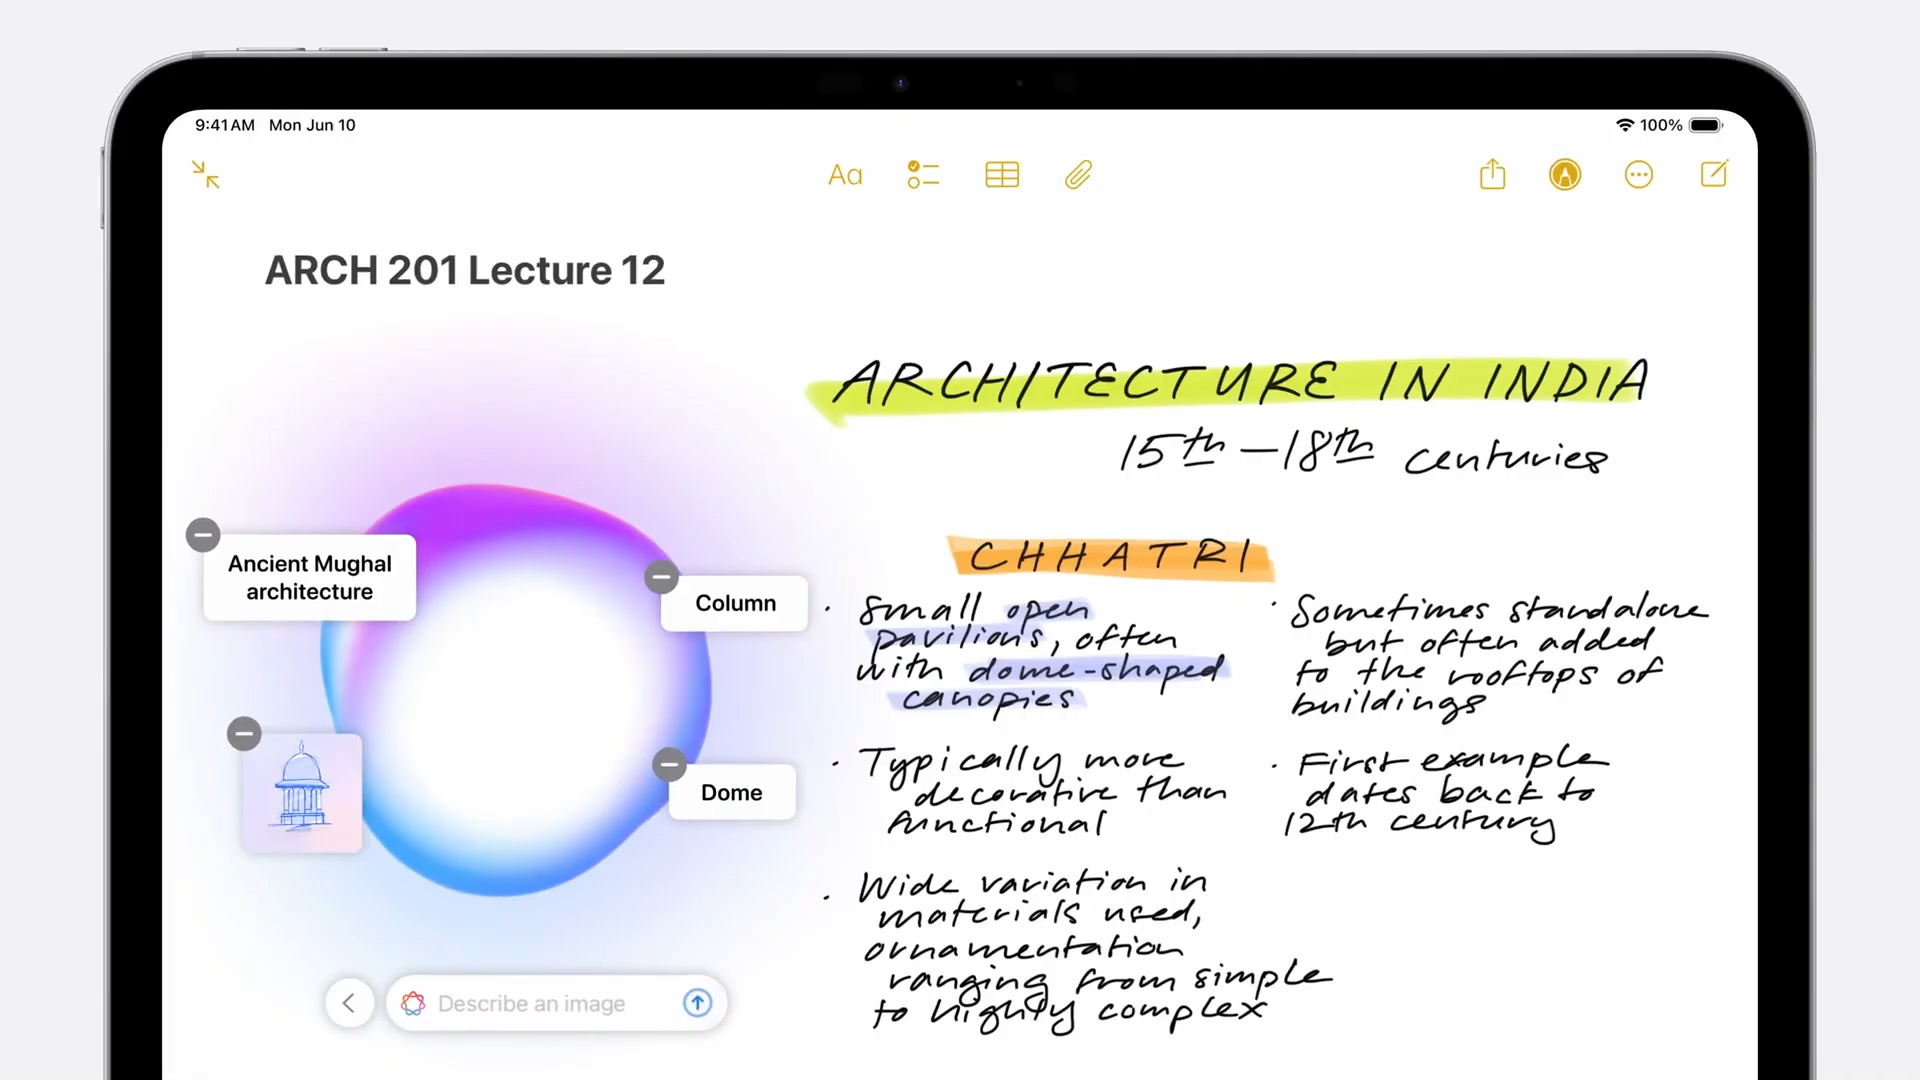 9:41 AM Mon Jun 10
100%
Aa
ARCH 201 Lecture 12
ARCHITECTURE IN INDIA
15th – 18th centuries
Ancient Mughal
architecture
Column
Dome
Describe an image
CHHATRI
· Small open
pavilions, often
with dome-shaped
canopies
· Typically more
decorative than
functional
· Wide variation in
materials used,
ornamentation
ranging from simple
to highly complex
· Sometimes standalone
but often added
to the rooftops of
buildings
· First example
dates back to
12th century